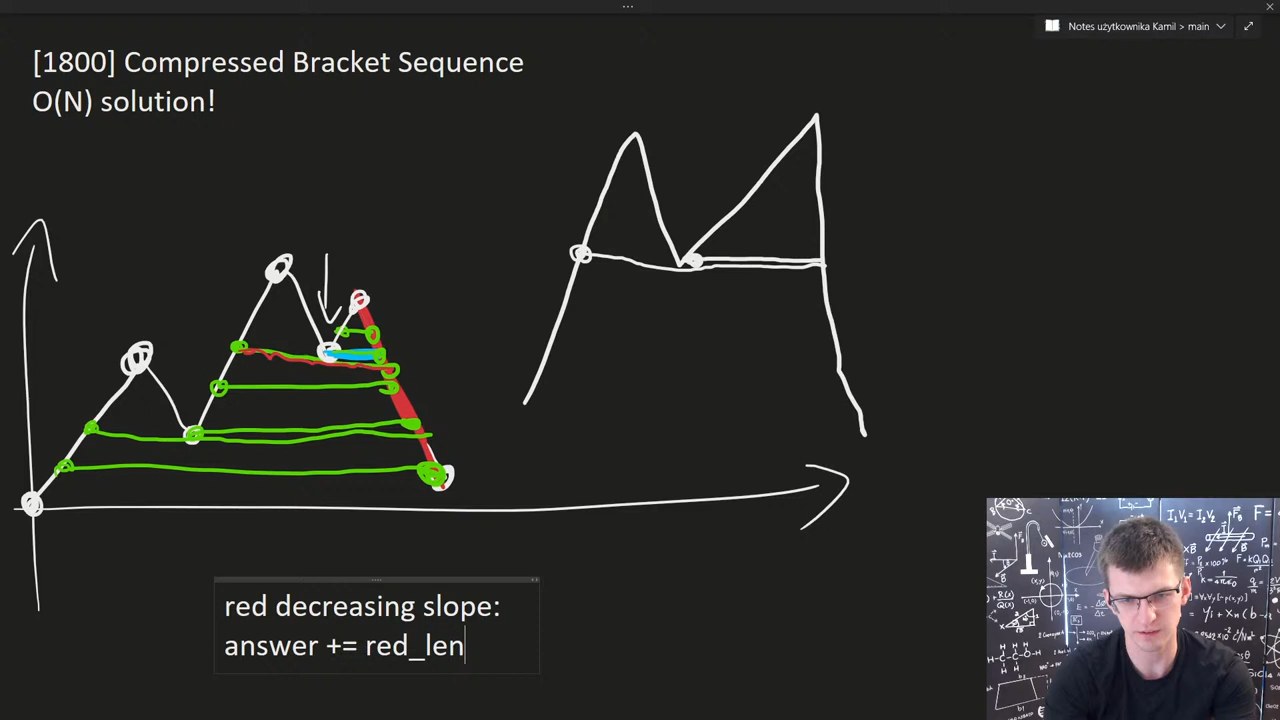 Notes użytkownika Kamil > main
[1800] Compressed Bracket Sequence
O(N) solution!
red decreasing slope:
answer += red_len